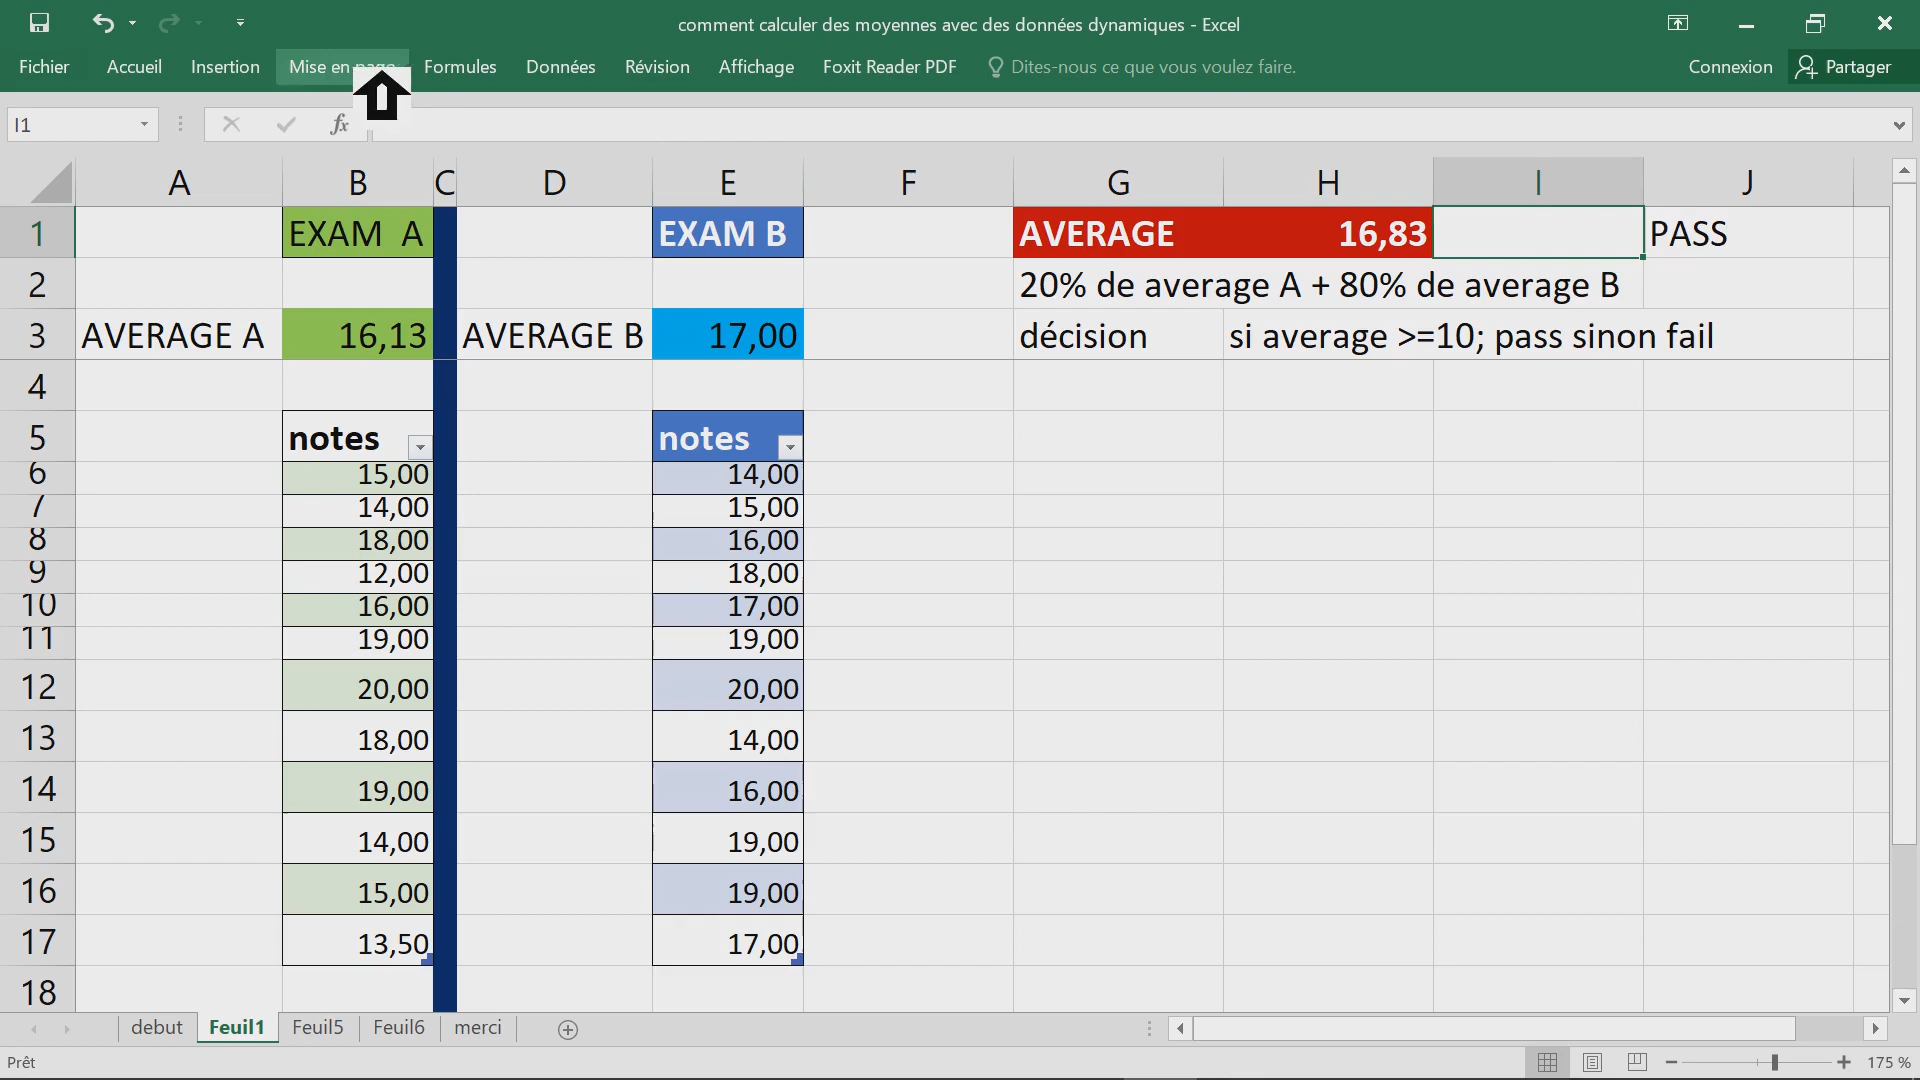 comment calculer des moyennes avec des données dynamiques - Excel
Fichier Accueil Insertion Mise en page Formules Données Révision Affichage Foxit Reader PDF Dites-nous ce que vous voulez faire. Connexion Partager
I1 fx
A B C D E F G H I J
1 EXAM A EXAM B AVERAGE 16,83 PASS
2 20% de average A + 80% de average B
3 AVERAGE A 16,13 AVERAGE B 17,00 décision si average >=10; pass sinon fail
4
5 notes notes
6 15,00 14,00
7 14,00 15,00
8 18,00 16,00
9 12,00 18,00
10 16,00 17,00
11 19,00 19,00
12 20,00 20,00
13 18,00 14,00
14 19,00 16,00
15 14,00 19,00
16 15,00 19,00
17 13,50 17,00
18
debut Feuil1 Feuil5 Feuil6 merci
Prêt 175 %